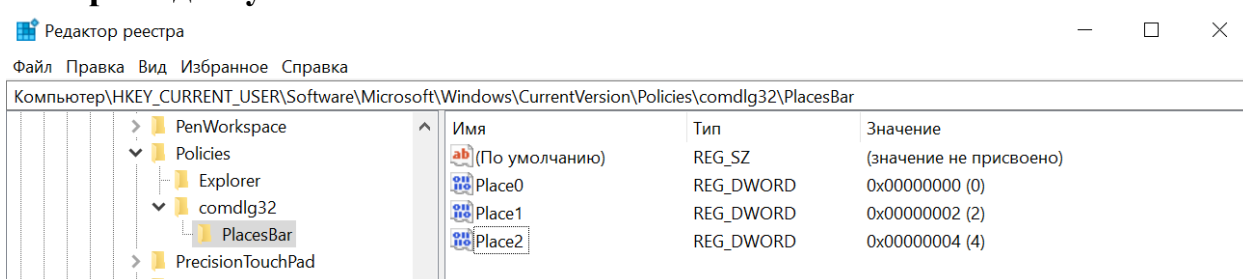 Редактор реестра
Файл Правка Вид Избранное Справка
Компьютер\HKEY_CURRENT_USER\Software\Microsoft\Windows\CurrentVersion\Policies\comdlg32\PlacesBar
PenWorkspace
Policies
Explorer
comdlg32
PlacesBar
PrecisionTouchPad
Имя Тип Значение
(По умолчанию) REG_SZ (значение не присвоено)
Place0 REG_DWORD 0x00000000 (0)
Place1 REG_DWORD 0x00000002 (2)
Place2 REG_DWORD 0x00000004 (4)